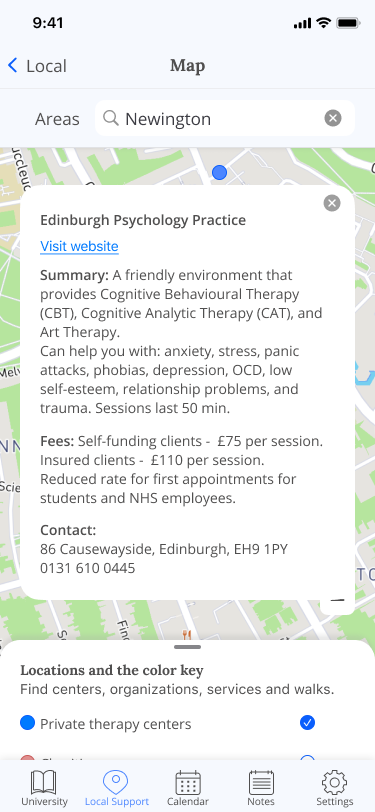 9:41
Local
Map
Areas
Newington
Edinburgh Psychology Practice
Visit website
Summary: A friendly environment that
provides Cognitive Behavioural Therapy
(CBT), Cognitive Analytic Therapy (CAT), and
Art Therapy.
Can help you with: anxiety, stress, panic
attacks, phobias, depression, OCD, low
self-esteem, relationship problems, and
trauma. Sessions last 50 min.
Fees: Self-funding clients - £75 per session.
Insured clients - £110 per session.
Reduced rate for first appointments for
students and NHS employees.
Contact:
86 Causewayside, Edinburgh, EH9 1PY
0131 610 0445
Locations and the color key
Find centers, organizations, services and walks.
Private therapy centers
University
Local Support
Calendar
Notes
Settings